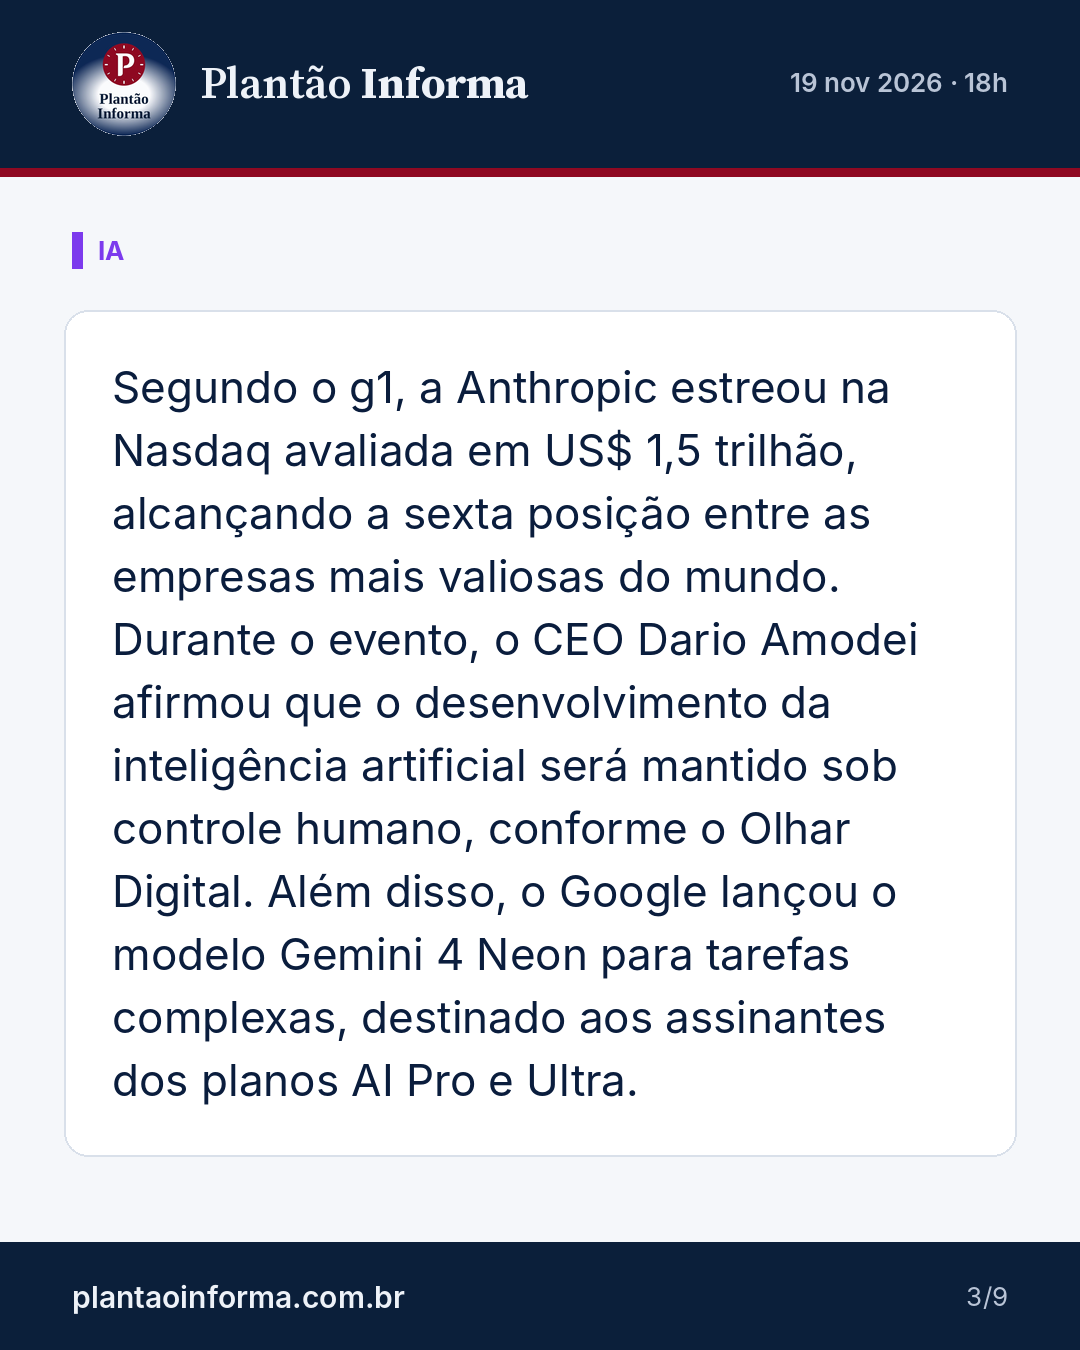 P
Plantão
Informa
Plantão Informa
19 nov 2026 · 18h
IA
Segundo o g1, a Anthropic estreou na
Nasdaq avaliada em US$ 1,5 trilhão,
alcançando a sexta posição entre as
empresas mais valiosas do mundo.
Durante o evento, o CEO Dario Amodei
afirmou que o desenvolvimento da
inteligência artificial será mantido sob
controle humano, conforme o Olhar
Digital. Além disso, o Google lançou o
modelo Gemini 4 Neon para tarefas
complexas, destinado aos assinantes
dos planos AI Pro e Ultra.
plantaoinforma.com.br
3/9